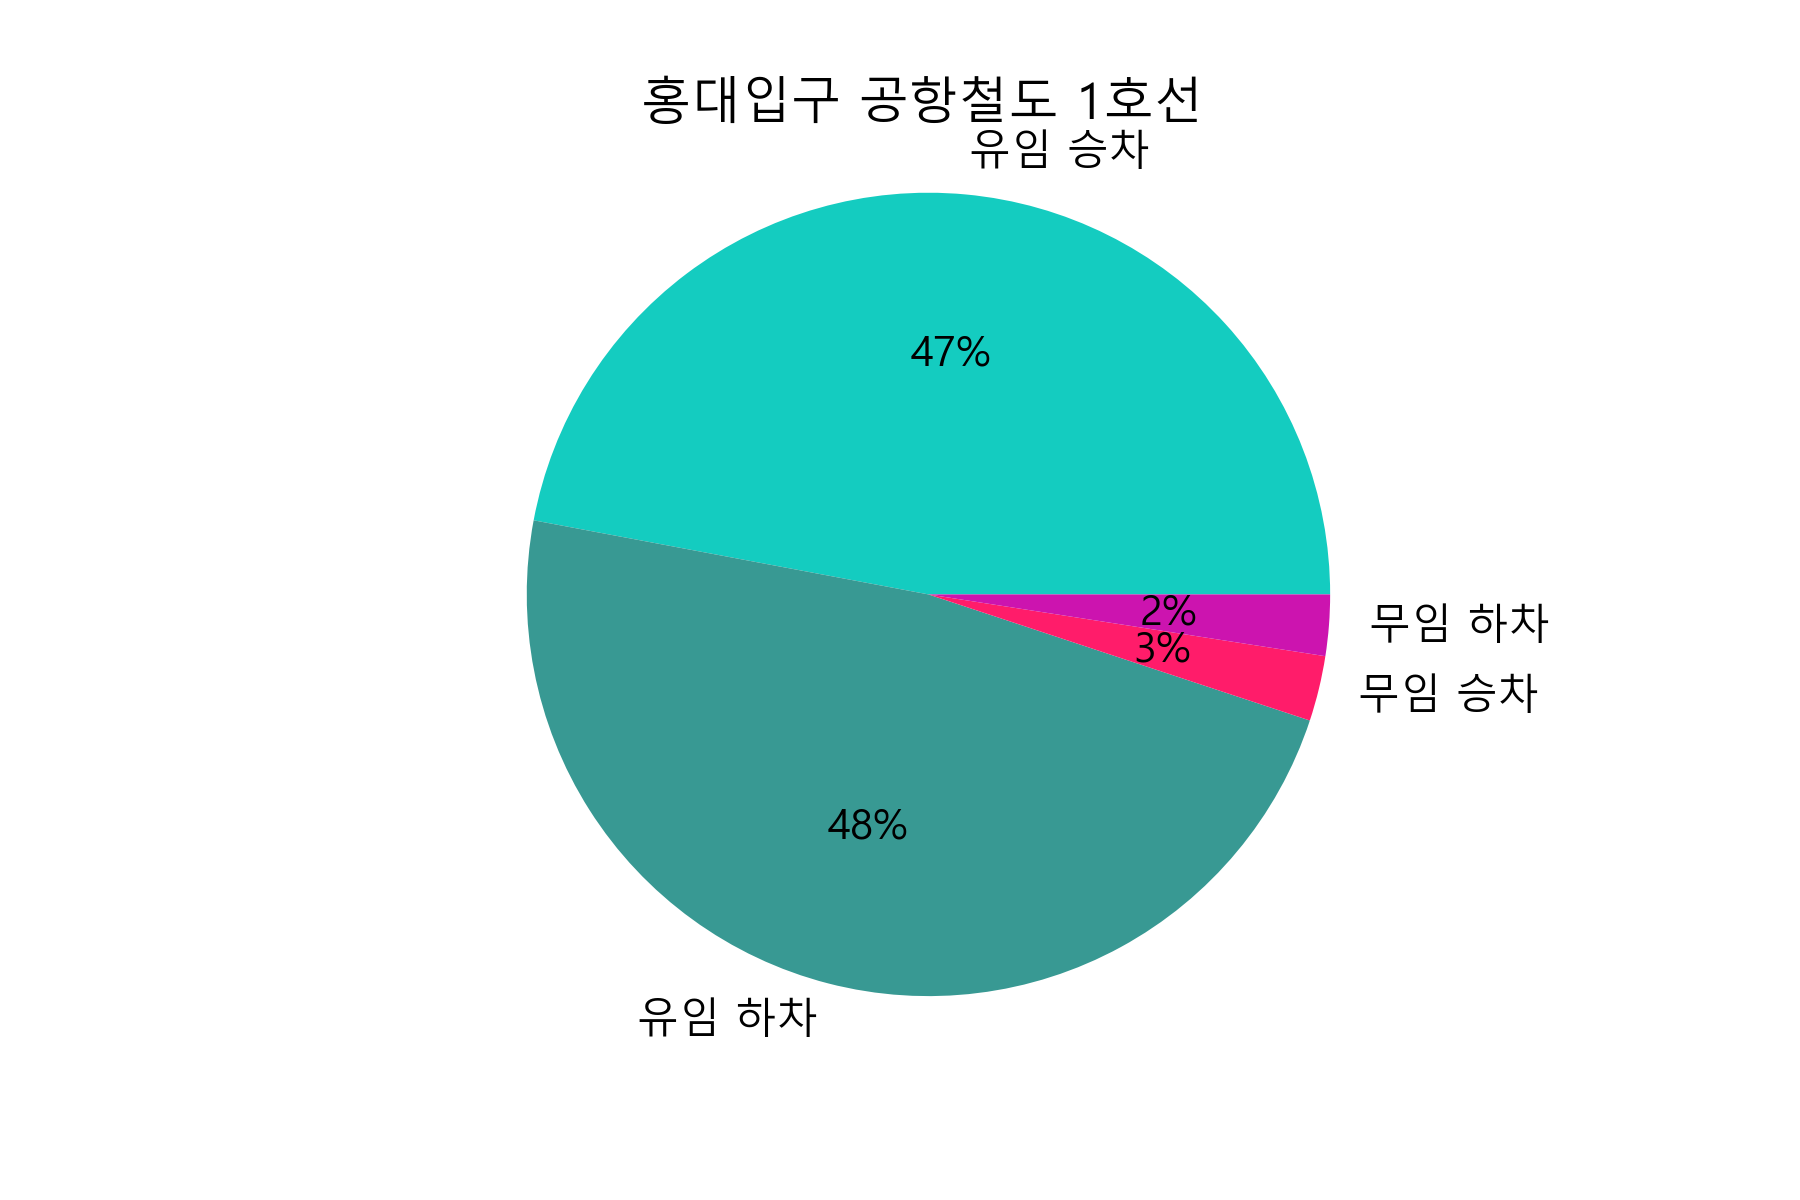 홍대입구 공항철도 1호선
유임 승차
47%
2%
무임 하차
3%
무임 승차
48%
유임 하차